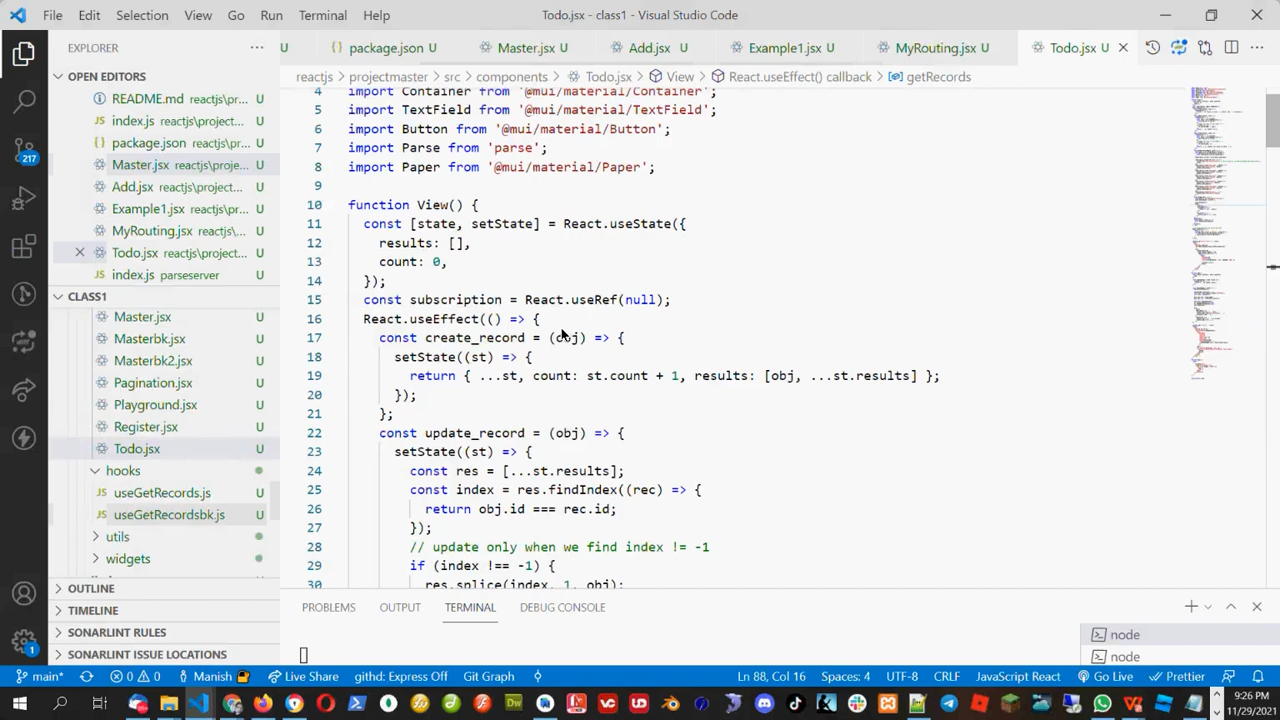 File Edit Selection View Go Run Terminal Help
Todo.jsx - class1 - Visual Studio Code
EXPLORER
U package.json U Master.jsx U Add.jsx U Example1.jsx U MyRouting.jsx U Todo.jsx U
reactjs > projectmaster > src > components > Todo.jsx > View > React.useEffect() callback > getRecords
OPEN EDITORS
README.md reactjs\pr... U
index.js reactjs\project... U
package.json reactjs\... U
Master.jsx reactjs\pr... U
Add.jsx reactjs\project... U
Example1.jsx reactjs\... U
MyRouting.jsx reactj... U
Todo.jsx reactjs\proje... U
index.js parseserver U
CLASS1
Master.jsx U
Masterbk.jsx U
Masterbk2.jsx U
Pagination.jsx U
Playground.jsx U
Register.jsx U
Todo.jsx U
hooks
useGetRecords.js U
useGetRecordsbk.js U
utils
widgets
OUTLINE
TIMELINE
SONARLINT RULES
SONARLINT ISSUE LOCATIONS
217
1
4 import Container from '@mui/material/Container';
5 import TextField from '@mui/material/TextField';
6 import Button from
7 import Parse from
8 import Paper from
9
10 function View() {
11 const [state, setState] = React.useState({
12 results: [],
13 count: 0,
14 });
15 const subscription = React.useRef(null);
16 React.useEffect(() => {
17 const = (obj) => {
18 setState((st) => {
19 return { ...st, count: st.count + 1, results: [obj, ...st.results] };
20 });
21 };
22 const update_record = (obj) => {
23 setState((st) => {
24 const res = [...st.results];
25 const index = res.findIndex((rec) => {
26 return obj.id === rec.id;
27 });
28 // update only when we find index != -1
29 if (index !== -1) {
30 res.splice(index, 1, obj);
PROBLEMS OUTPUT TERMINAL DEBUG CONSOLE
node
node
main* 0 0 Manish Live Share githd: Express Off Git Graph Ln 88, Col 16 Spaces: 4 UTF-8 CRLF JavaScript React Go Live Prettier
9:26 PM
11/29/2021